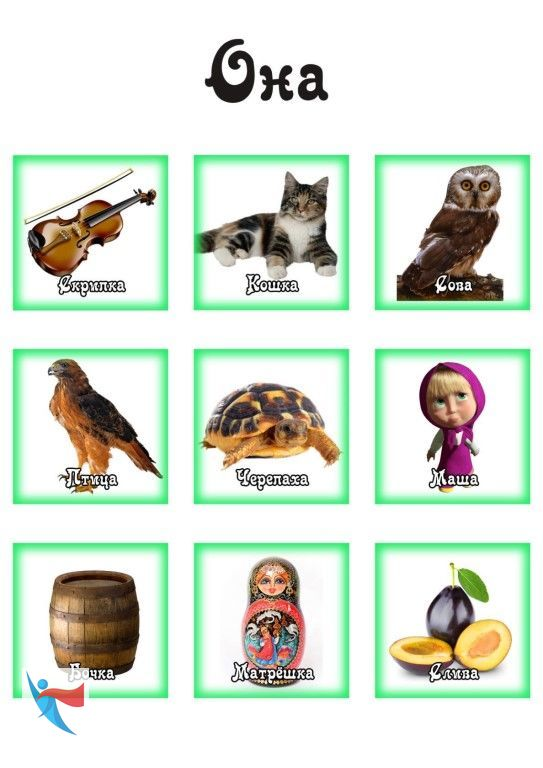 Она
Скрипка
Кошка
Сова
Птица
Черепаха
Маша
Бочка
Матрёшка
Слива